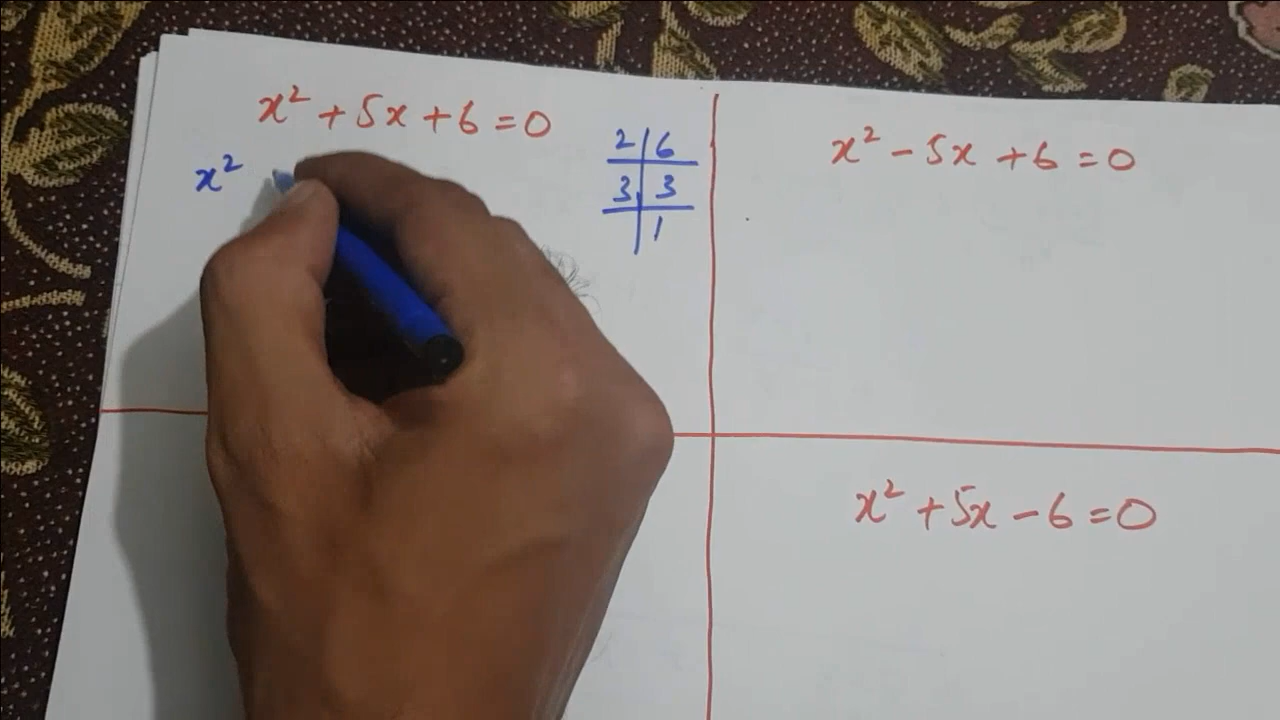 x² + 5x + 6 = 0
x²
2 | 6
3 | 3
| 1
x² - 5x + 6 = 0
x² + 5x - 6 = 0